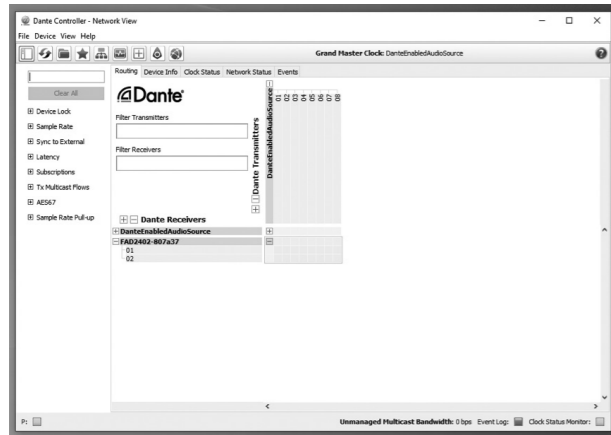 Dante Controller - Network View
File Device View Help
Grand Master Clock: DanteEnabledAudioSource
Routing Device Info Clock Status Network Status Events
Clear All
Device Lock
Sample Rate
Sync to External
Latency
Subscriptions
Tx Multicast Flows
AES67
Sample Rate Pull-up
Dante
Filter Transmitters
Filter Receivers
Dante Transmitters
DanteEnabledAudioSource
01
02
03
04
05
06
07
08
Dante Receivers
DanteEnabledAudioSource
FAD2402-807a37
01
02
P:
Unmanaged Multicast Bandwidth: 0 bps Event Log: Clock Status Monitor: